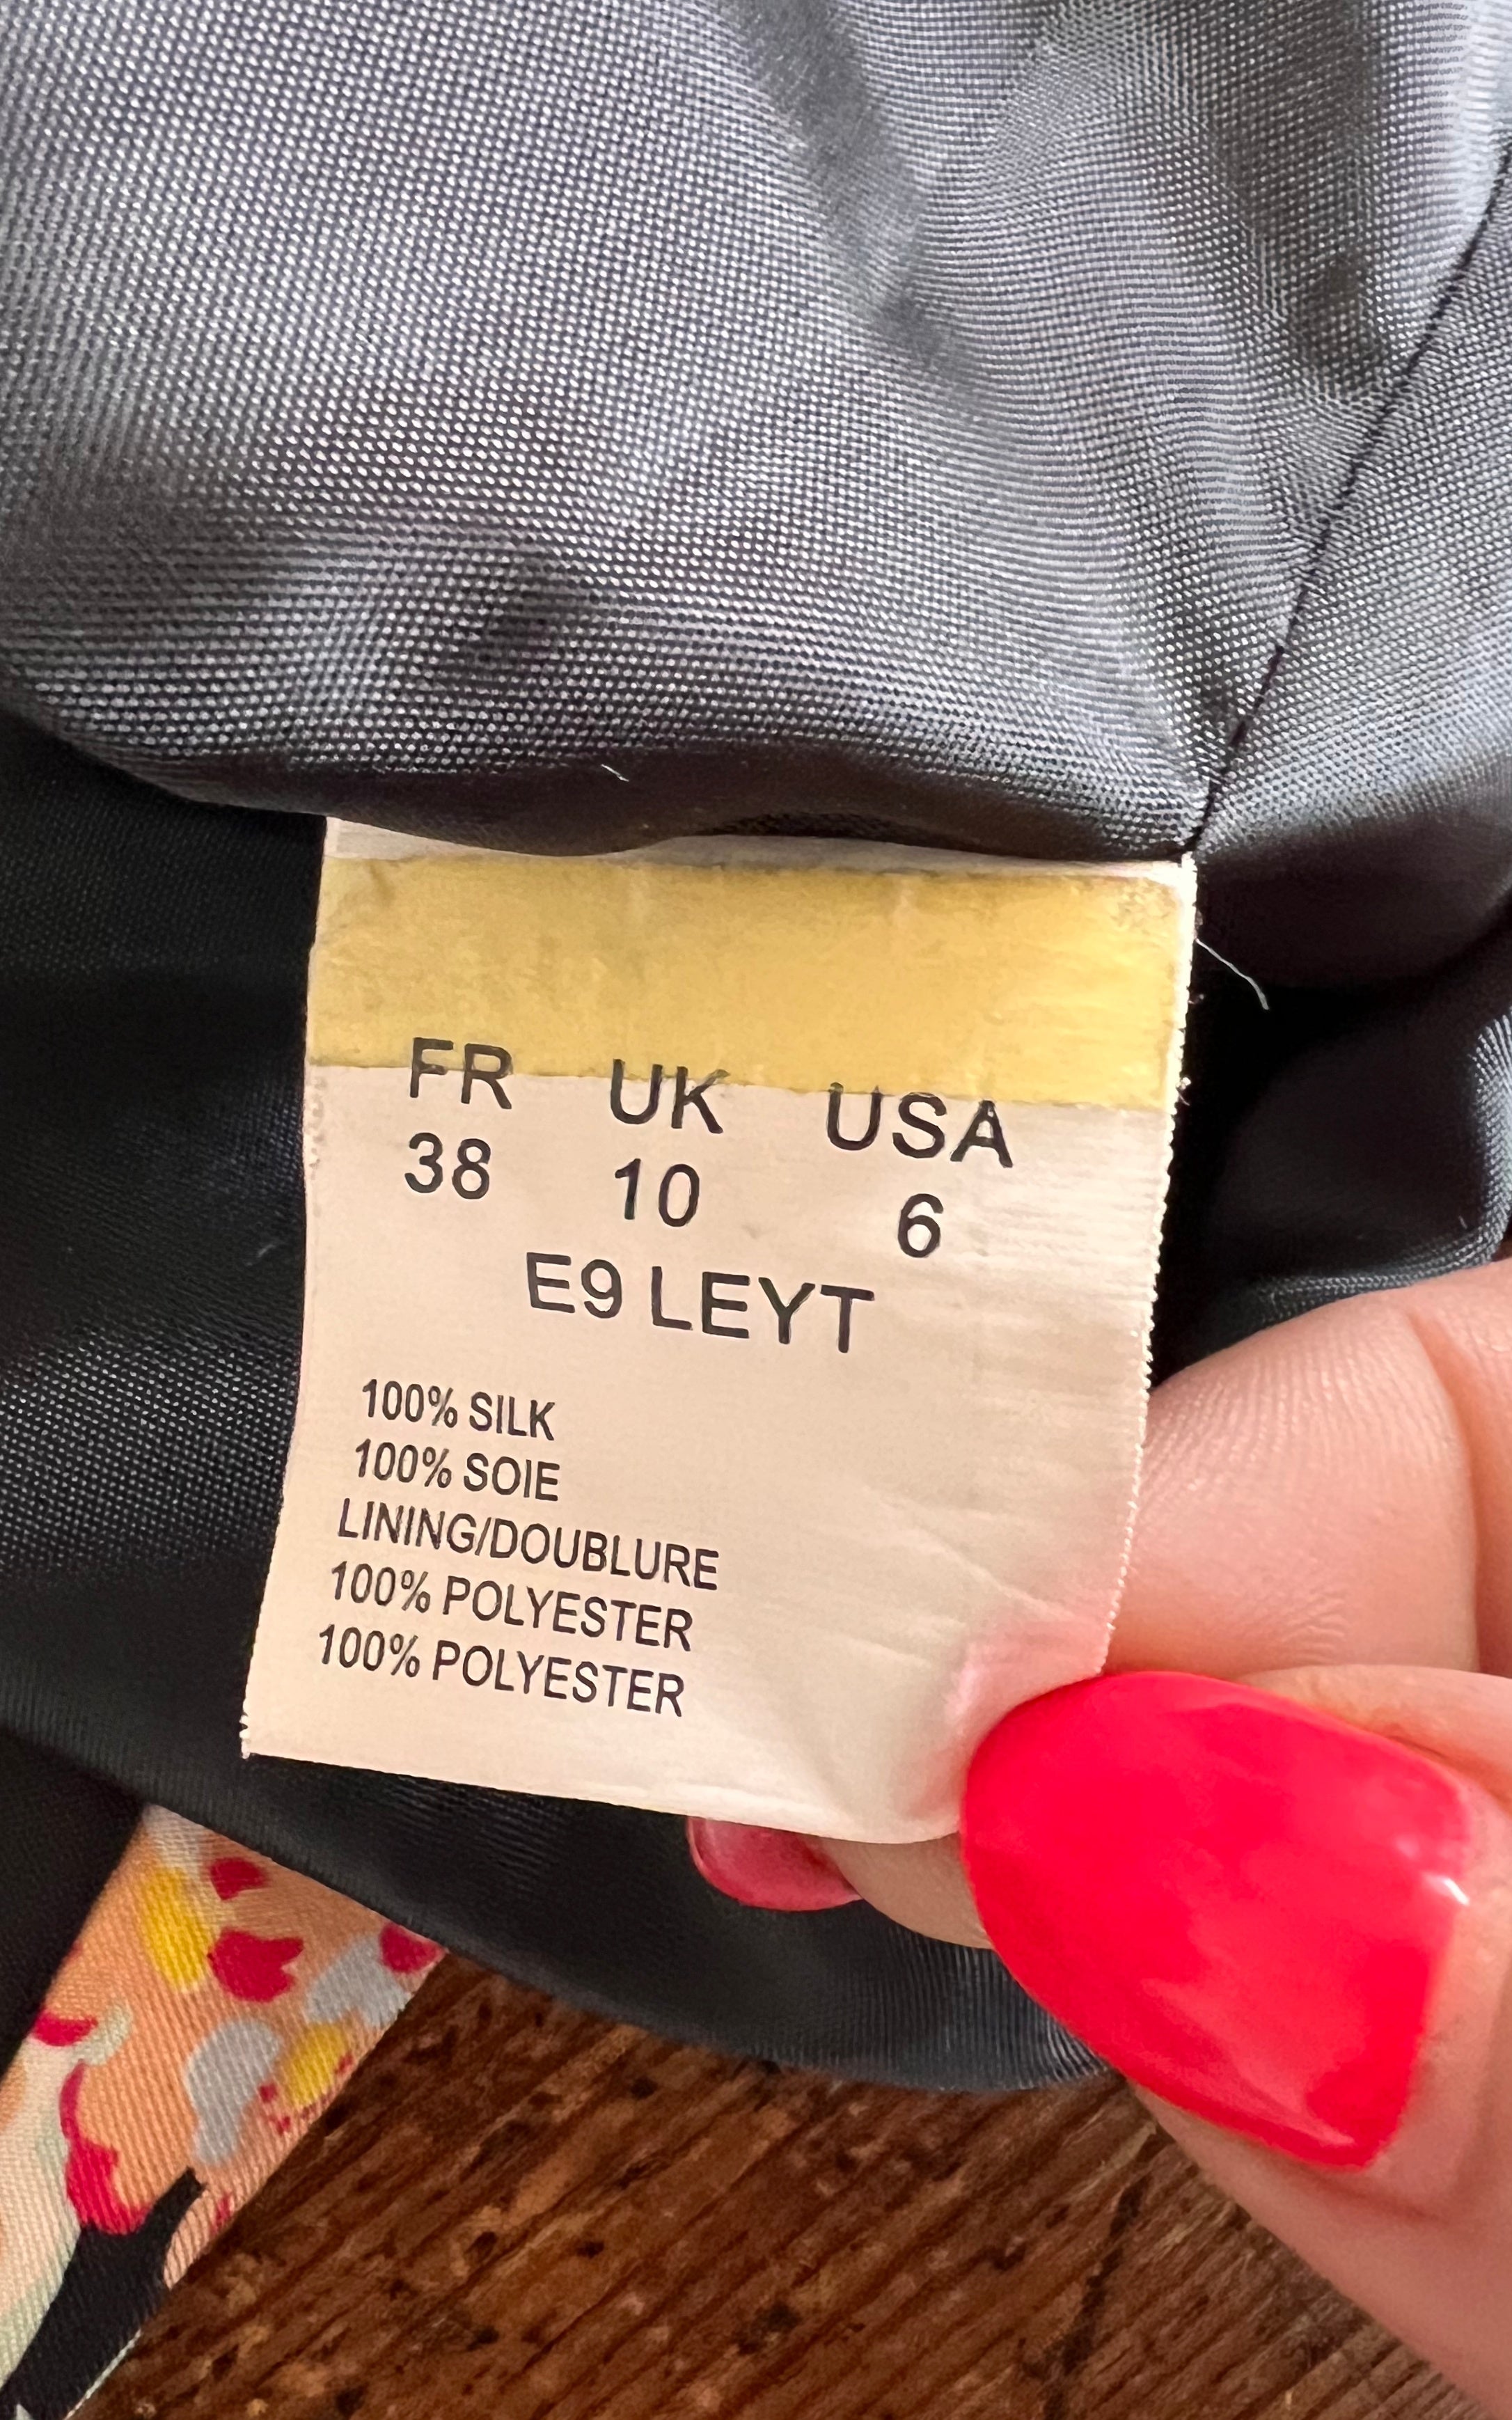 FR UK USA
38 10 6
E9 LEYT
100% SILK
100% SOIE
LINING/DOUBLURE
100% POLYESTER
100% POLYESTER